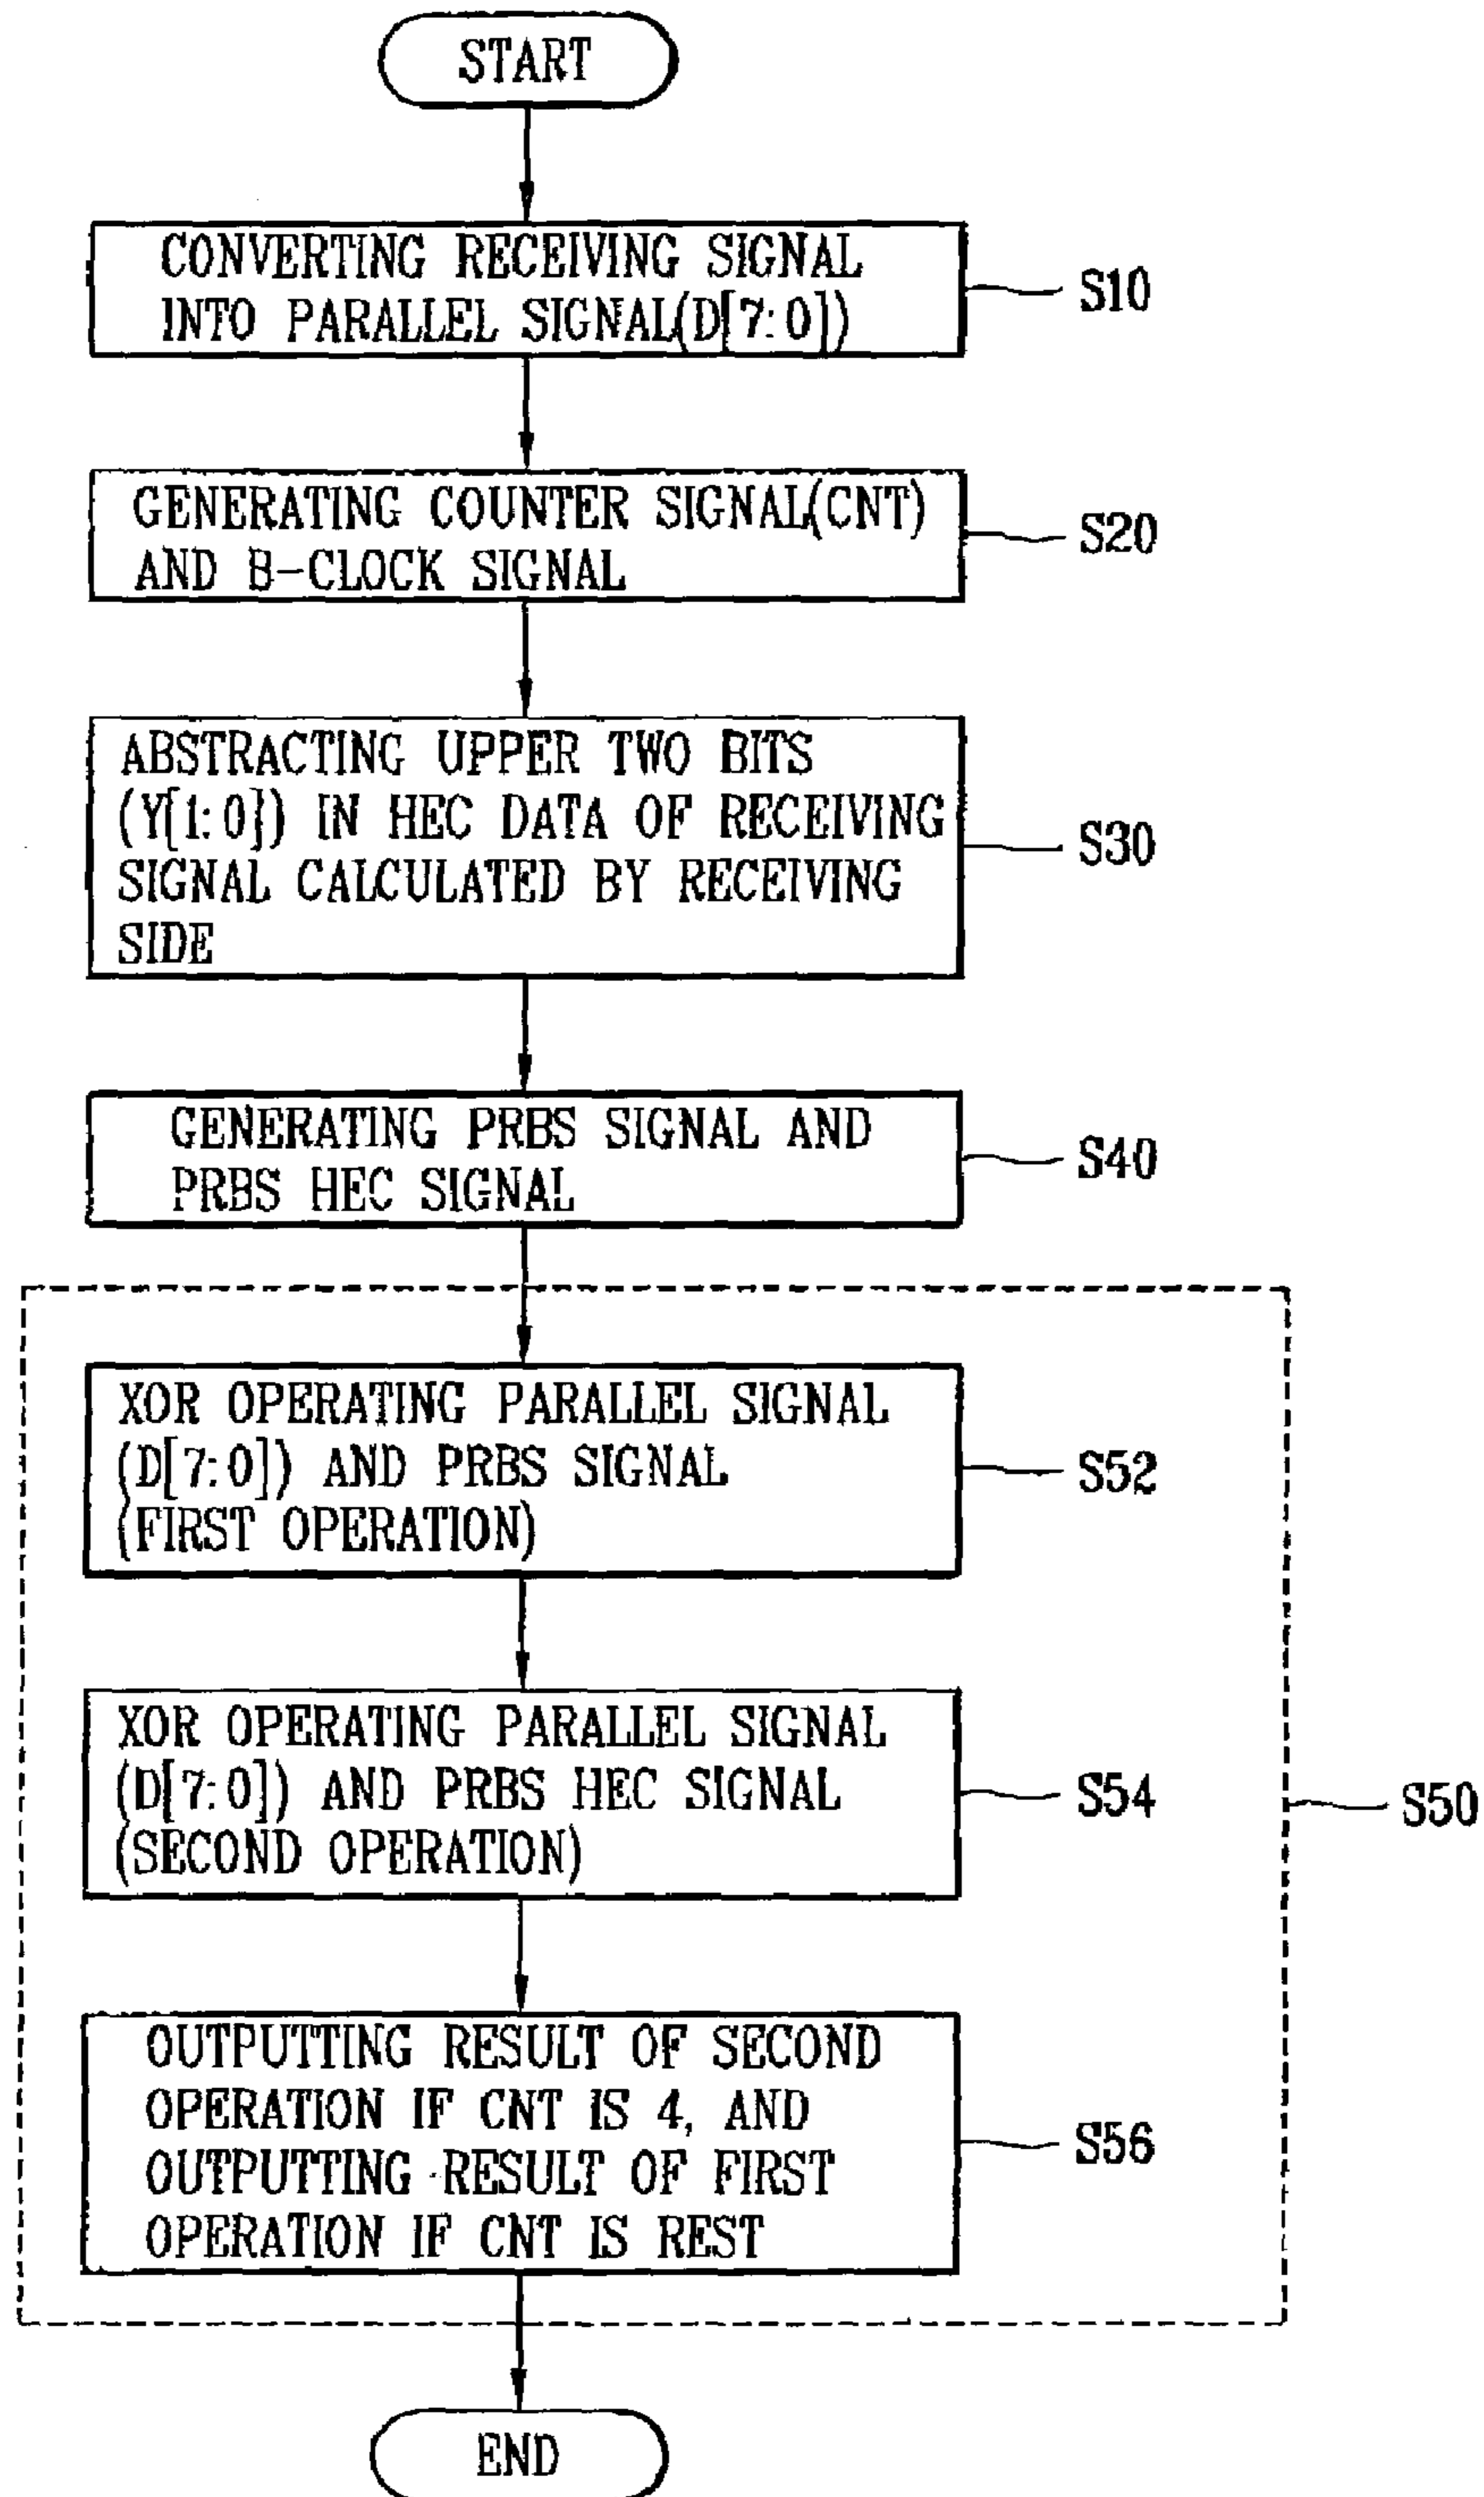 START
CONVERTING RECEIVING SIGNAL
INTO PARALLEL SIGNAL(D[7:0])
S10
GENERATING COUNTER SIGNAL(CNT)
AND B-CLOCK SIGNAL
S20
ABSTRACTING UPPER TWO BITS
(Y[1:0]) IN HEC DATA OF RECEIVING
SIGNAL CALCULATED BY RECEIVING
SIDE
S30
GENERATING PRBS SIGNAL AND
PRBS HEC SIGNAL
S40
XOR OPERATING PARALLEL SIGNAL
(D[7:0]) AND PRBS SIGNAL
(FIRST OPERATION)
S52
XOR OPERATING PARALLEL SIGNAL
(D[7:0]) AND PRBS HEC SIGNAL
(SECOND OPERATION)
S54
S50
OUTPUTTING RESULT OF SECOND
OPERATION IF CNT IS 4, AND
OUTPUTTING RESULT OF FIRST
OPERATION IF CNT IS REST
S56
END